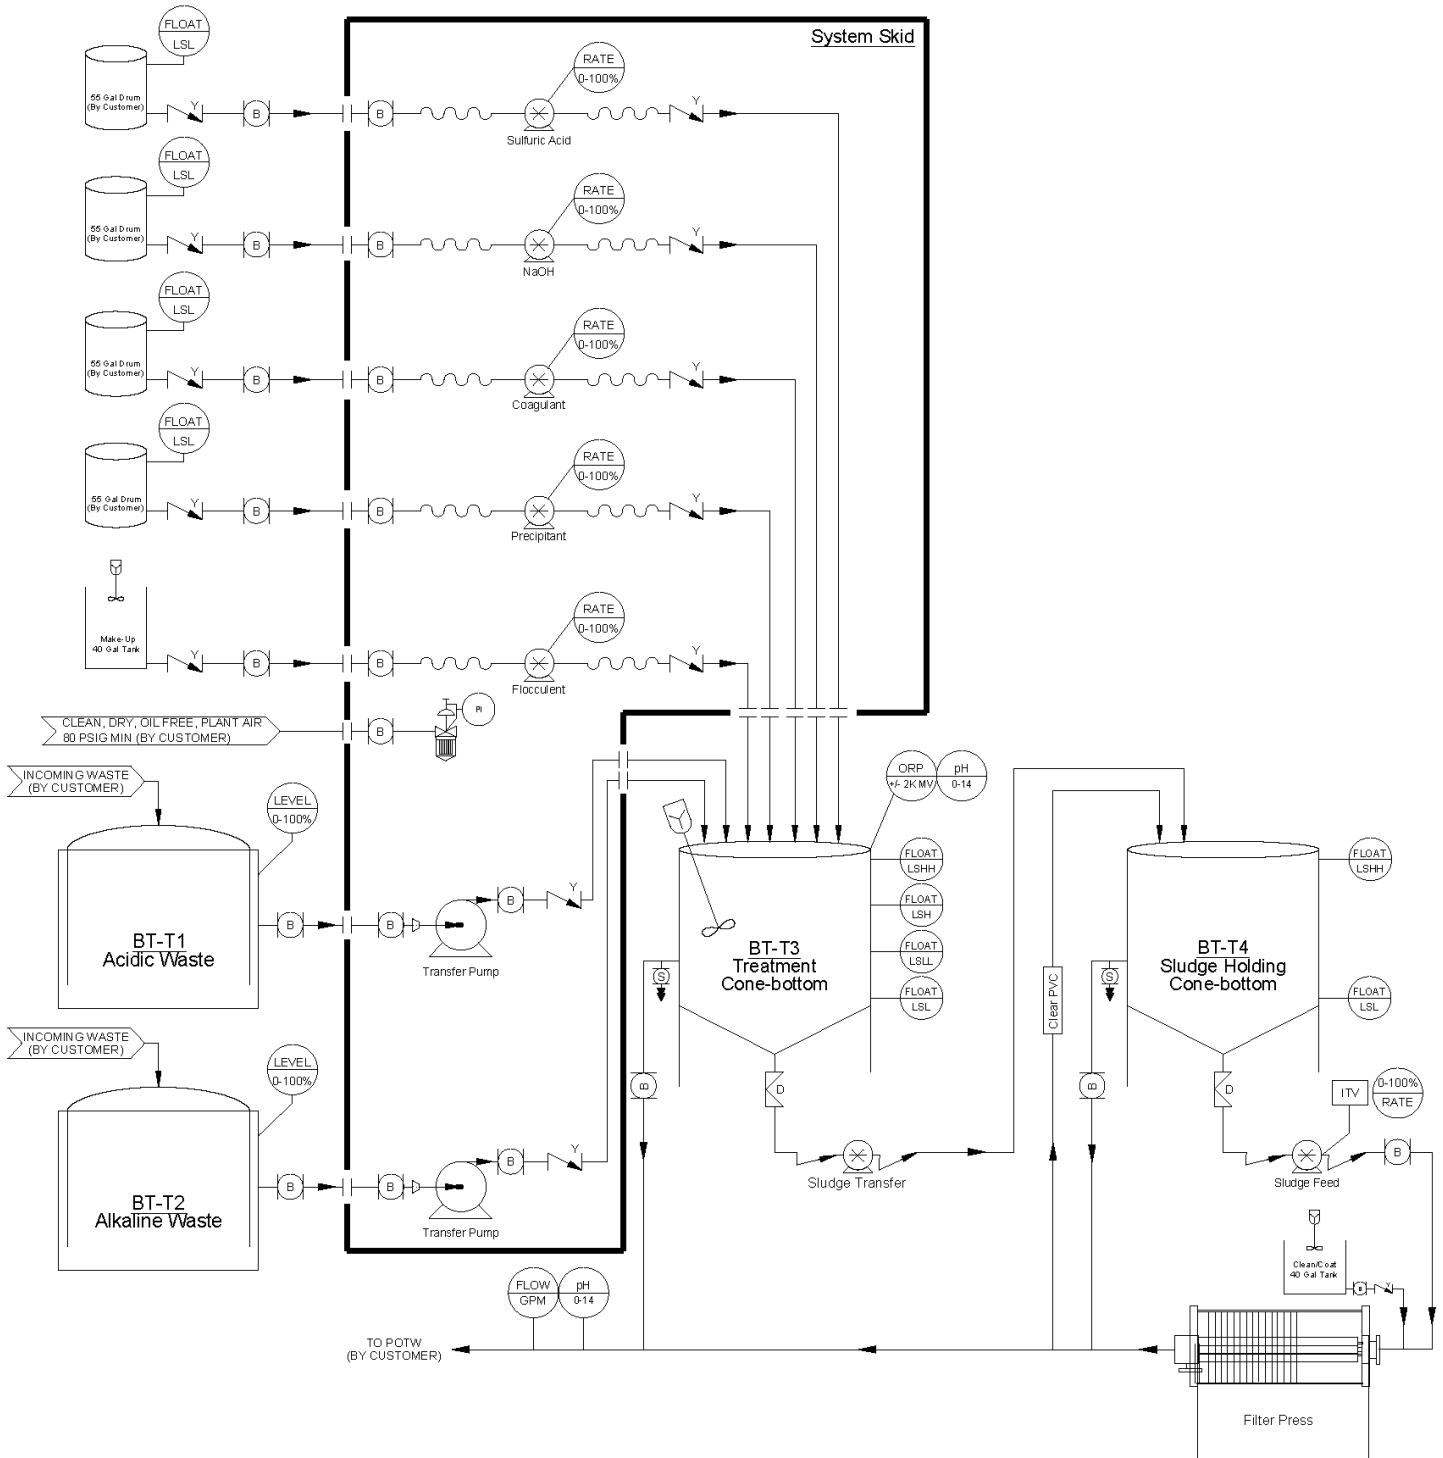 System Skid
FLOAT
LSL
55 Gal Drum
(By Customer)
Y
B
B
RATE
0-100%
Sulfuric Acid
Y
FLOAT
LSL
55 Gal Drum
(By Customer)
Y
B
B
RATE
0-100%
NaOH
Y
FLOAT
LSL
55 Gal Drum
(By Customer)
Y
B
B
RATE
0-100%
Coagulant
Y
FLOAT
LSL
55 Gal Drum
(By Customer)
Y
B
B
RATE
0-100%
Precipitant
Y
Make-Up
40 Gal Tank
Y
B
B
RATE
0-100%
Flocculent
Y
CLEAN, DRY, OIL FREE, PLANT AIR
80 PSIG MIN (BY CUSTOMER)
B
PI
INCOMING WASTE
(BY CUSTOMER)
LEVEL
0-100%
BT-T1
Acidic Waste
B
B
B
Y
Transfer Pump
INCOMING WASTE
(BY CUSTOMER)
LEVEL
0-100%
BT-T2
Alkaline Waste
B
B
B
Y
Transfer Pump
ORP
+/- 2K MV
pH
0-14
FLOAT
LSHH
FLOAT
LSH
FLOAT
LSLL
FLOAT
LSL
BT-T3
Treatment
Cone-bottom
S
B
D
Sludge Transfer
Clear PVC
FLOAT
LSHH
FLOAT
LSL
BT-T4
Sludge Holding
Cone-bottom
S
B
D
ITV
0-100%
RATE
B
Sludge Feed
Clean/Coat
40 Gal Tank
B
Y
FLOW
GPM
pH
0-14
TO POTW
(BY CUSTOMER)
Filter Press